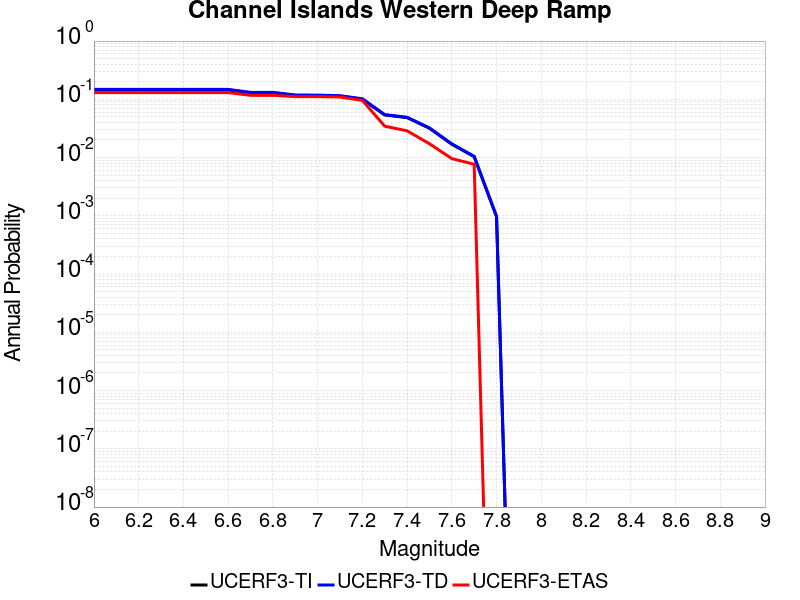 Channel Islands Western Deep Ramp
10^0
10^-1
10^-2
10^-3
10^-4
10^-5
10^-6
10^-7
10^-8
Annual Probability
6 6.2 6.4 6.6 6.8 7 7.2 7.4 7.6 7.8 8 8.2 8.4 8.6 8.8 9
Magnitude
UCERF3-TI UCERF3-TD UCERF3-ETAS